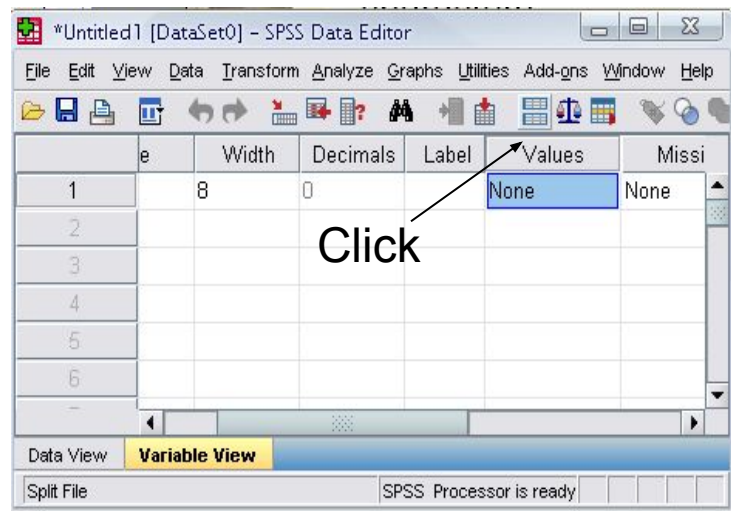 *Untitled1 [DataSet0] - SPSS Data Editor
File Edit View Data Transform Analyze Graphs Utilities Add-ons Window Help
e Width Decimals Label Values Missi
1 8 0 None None
2
Click
3
4
5
6
Data View Variable View
Split File SPSS Processor is ready